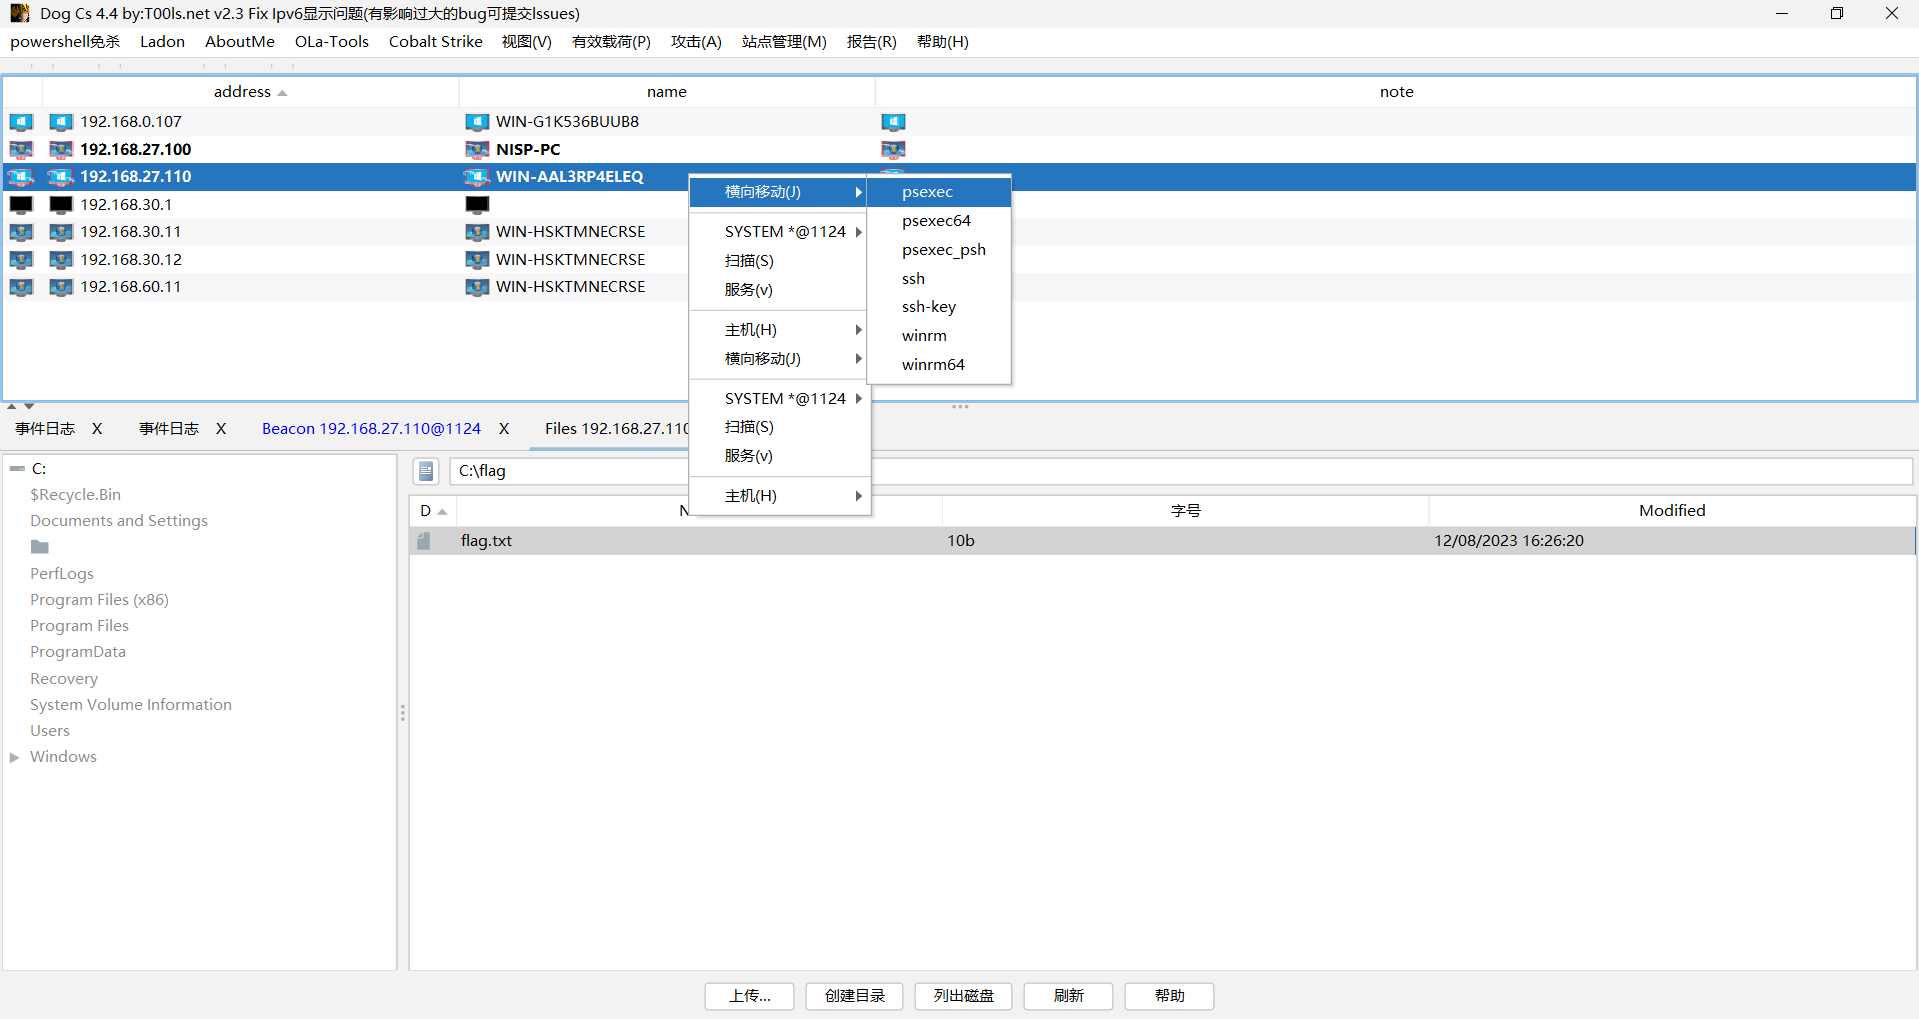 Dog Cs 4.4 by:T00ls.net v2.3 Fix Ipv6显示问题(有影响过大的bug可提交Issues)
powershell免杀 Ladon AboutMe OLa-Tools Cobalt Strike 视图(V) 有效载荷(P) 攻击(A) 站点管理(M) 报告(R) 帮助(H)
address name note
192.168.0.107 WIN-G1K536BUUB8
192.168.27.100 NISP-PC
192.168.27.110 WIN-AAL3RP4ELEQ
192.168.30.1
192.168.30.11 WIN-HSKTMNECRSE
192.168.30.12 WIN-HSKTMNECRSE
192.168.60.11 WIN-HSKTMNECRSE
横向移动(J)
SYSTEM *@1124
扫描(S)
服务(v)
主机(H)
横向移动(J)
SYSTEM *@1124
扫描(S)
服务(v)
主机(H)
psexec
psexec64
psexec_psh
ssh
ssh-key
winrm
winrm64
事件日志 X 事件日志 X Beacon 192.168.27.110@1124 X Files 192.168.27.110
C:
$Recycle.Bin
Documents and Settings
PerfLogs
Program Files (x86)
Program Files
ProgramData
Recovery
System Volume Information
Users
Windows
C:\flag
D 字号 Modified
flag.txt 10b 12/08/2023 16:26:20
上传... 创建目录 列出磁盘 刷新 帮助